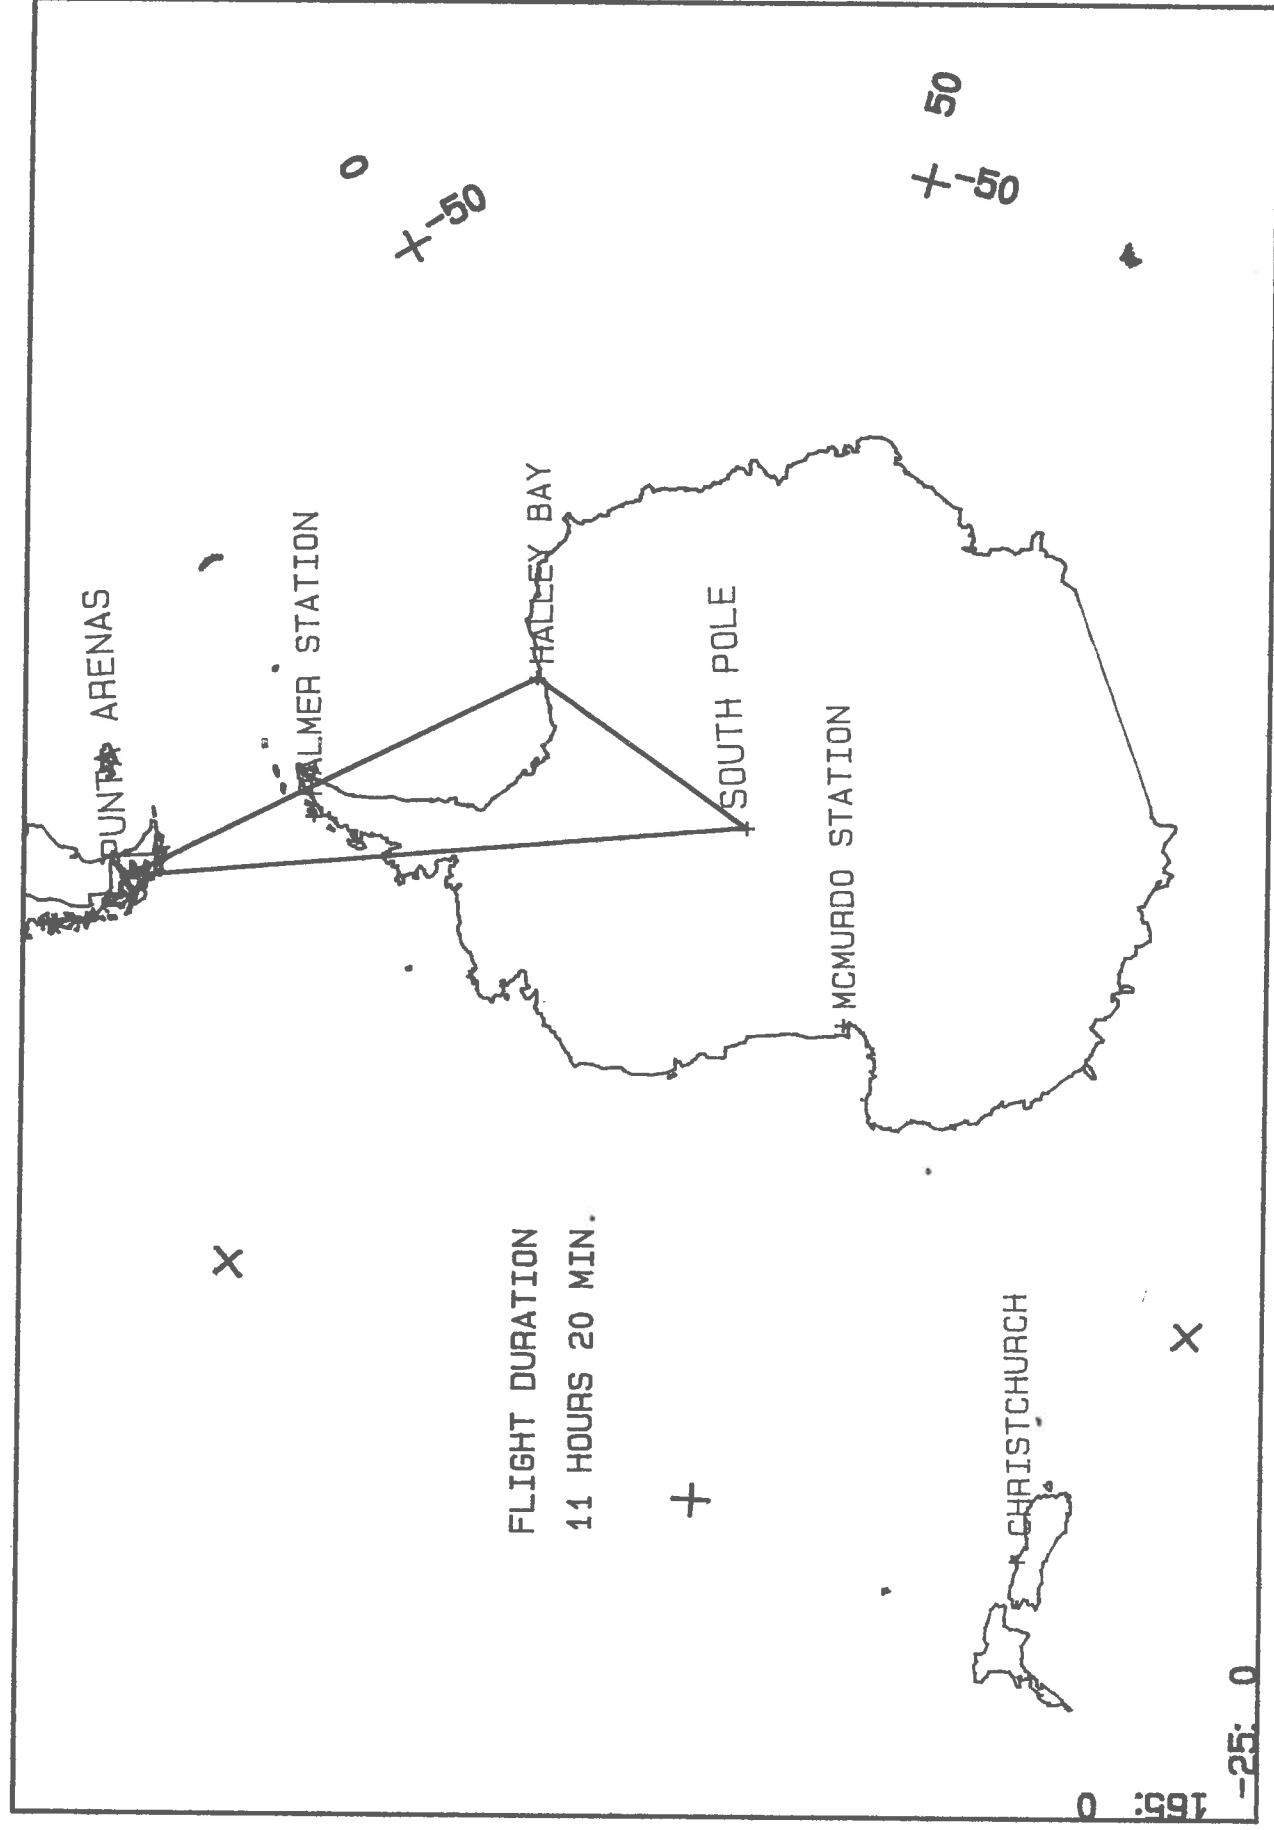 PUNTA ARENAS
PALMER STATION
HALLEY BAY
SOUTH POLE
MCMURDO STATION
FLIGHT DURATION
11 HOURS 20 MIN.
CHRISTCHURCH
0
-50
50
-50
165: 0
-25: 0